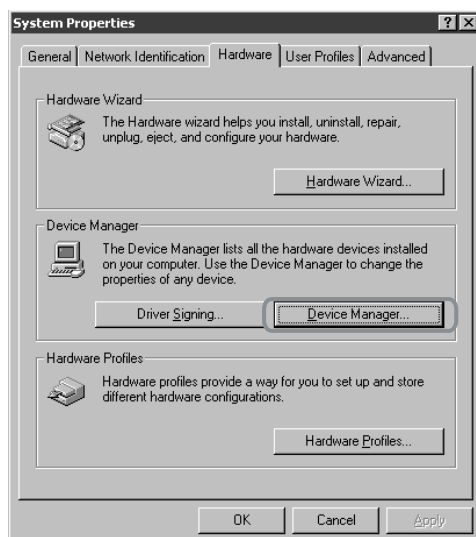 System Properties
General Network Identification Hardware User Profiles Advanced
Hardware Wizard
The Hardware wizard helps you install, uninstall, repair,
unplug, eject, and configure your hardware.
Hardware Wizard...
Device Manager
The Device Manager lists all the hardware devices installed
on your computer. Use the Device Manager to change the
properties of any device.
Driver Signing... Device Manager...
Hardware Profiles
Hardware profiles provide a way for you to set up and store
different hardware configurations.
Hardware Profiles...
OK Cancel Apply